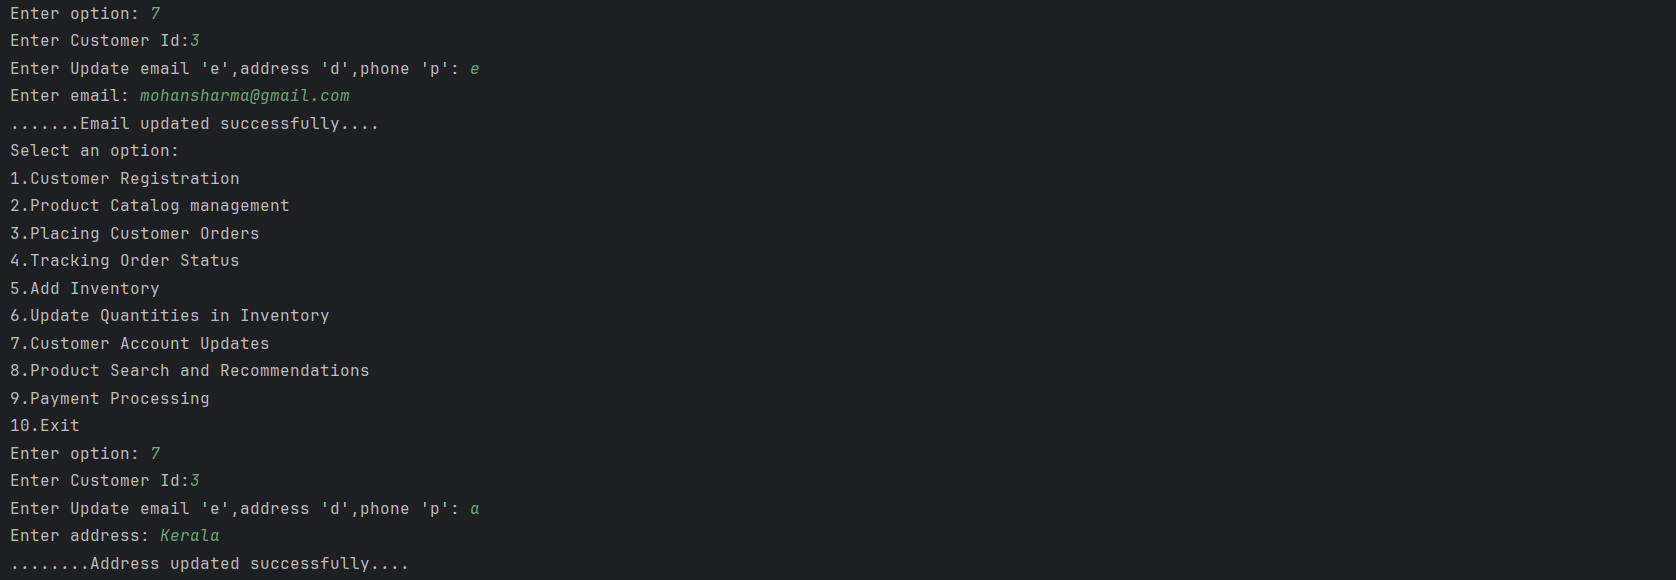 Enter option: 7
Enter Customer Id:3
Enter Update email 'e',address 'd',phone 'p': e
Enter email: mohansharma@gmail.com
.......Email updated successfully....
Select an option:
1.Customer Registration
2.Product Catalog management
3.Placing Customer Orders
4.Tracking Order Status
5.Add Inventory
6.Update Quantities in Inventory
7.Customer Account Updates
8.Product Search and Recommendations
9.Payment Processing
10.Exit
Enter option: 7
Enter Customer Id:3
Enter Update email 'e',address 'd',phone 'p': a
Enter address: Kerala
........Address updated successfully....